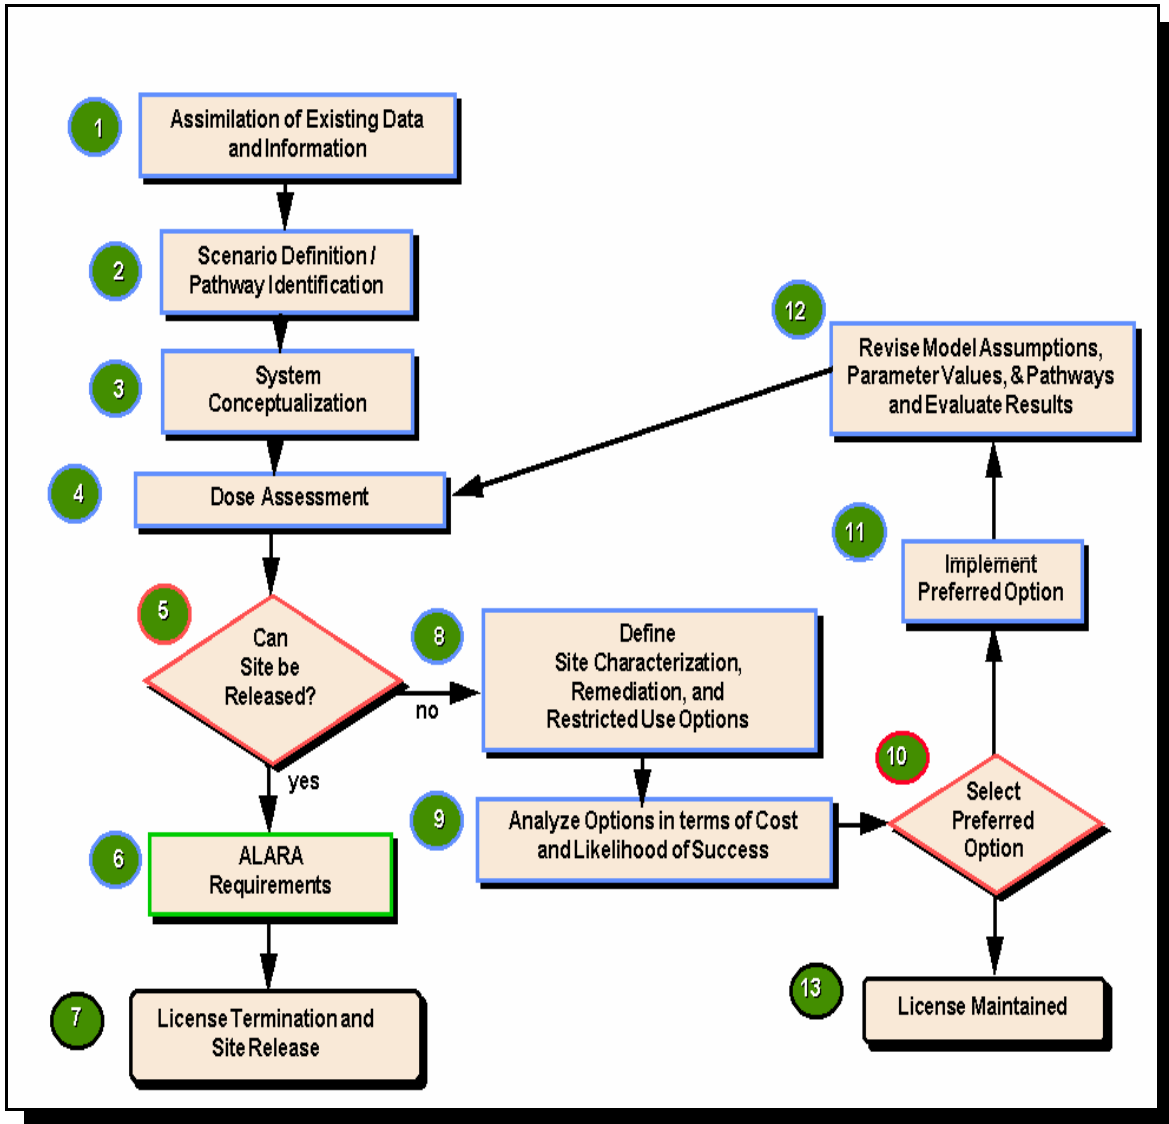 1
Assimilation of Existing Data
and Information
2
Scenario Definition /
Pathway Identification
3
System
Conceptualization
4
Dose Assessment
5
Can
Site be
Released?
no
yes
6
ALARA
Requirements
7
License Termination and
Site Release
8
Define
Site Characterization,
Remediation, and
Restricted Use Options
9
Analyze Options in terms of Cost
and Likelihood of Success
10
Select
Preferred
Option
11
Implement
Preferred Option
12
Revise Model Assumptions,
Parameter Values, & Pathways
and Evaluate Results
13
License Maintained